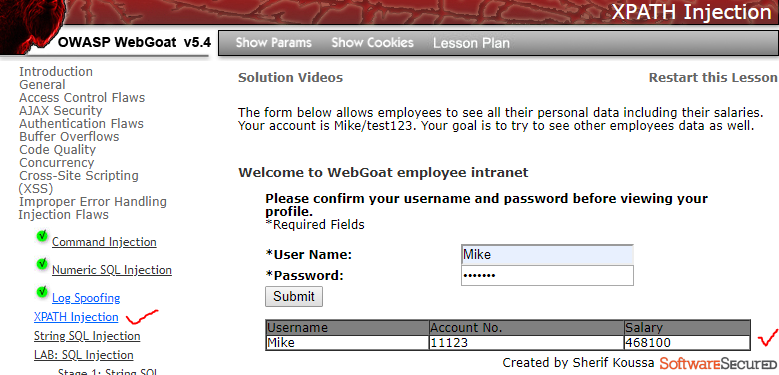 XPATH Injection
OWASP WebGoat v5.4
Show Params Show Cookies Lesson Plan
Introduction
General
Access Control Flaws
AJAX Security
Authentication Flaws
Buffer Overflows
Code Quality
Concurrency
Cross-Site Scripting
(XSS)
Improper Error Handling
Injection Flaws
Command Injection
Numeric SQL Injection
Log Spoofing
XPATH Injection
String SQL Injection
LAB: SQL Injection
Stage 1: String SQL
Solution Videos Restart this Lesson
The form below allows employees to see all their personal data including their salaries.
Your account is Mike/test123. Your goal is to try to see other employees data as well.
Welcome to WebGoat employee intranet
Please confirm your username and password before viewing your
profile.
*Required Fields
*User Name: Mike
*Password: •••••••
Submit
Username Account No. Salary
Mike 11123 468100
Created by Sherif Koussa SOFTWARE SECURED